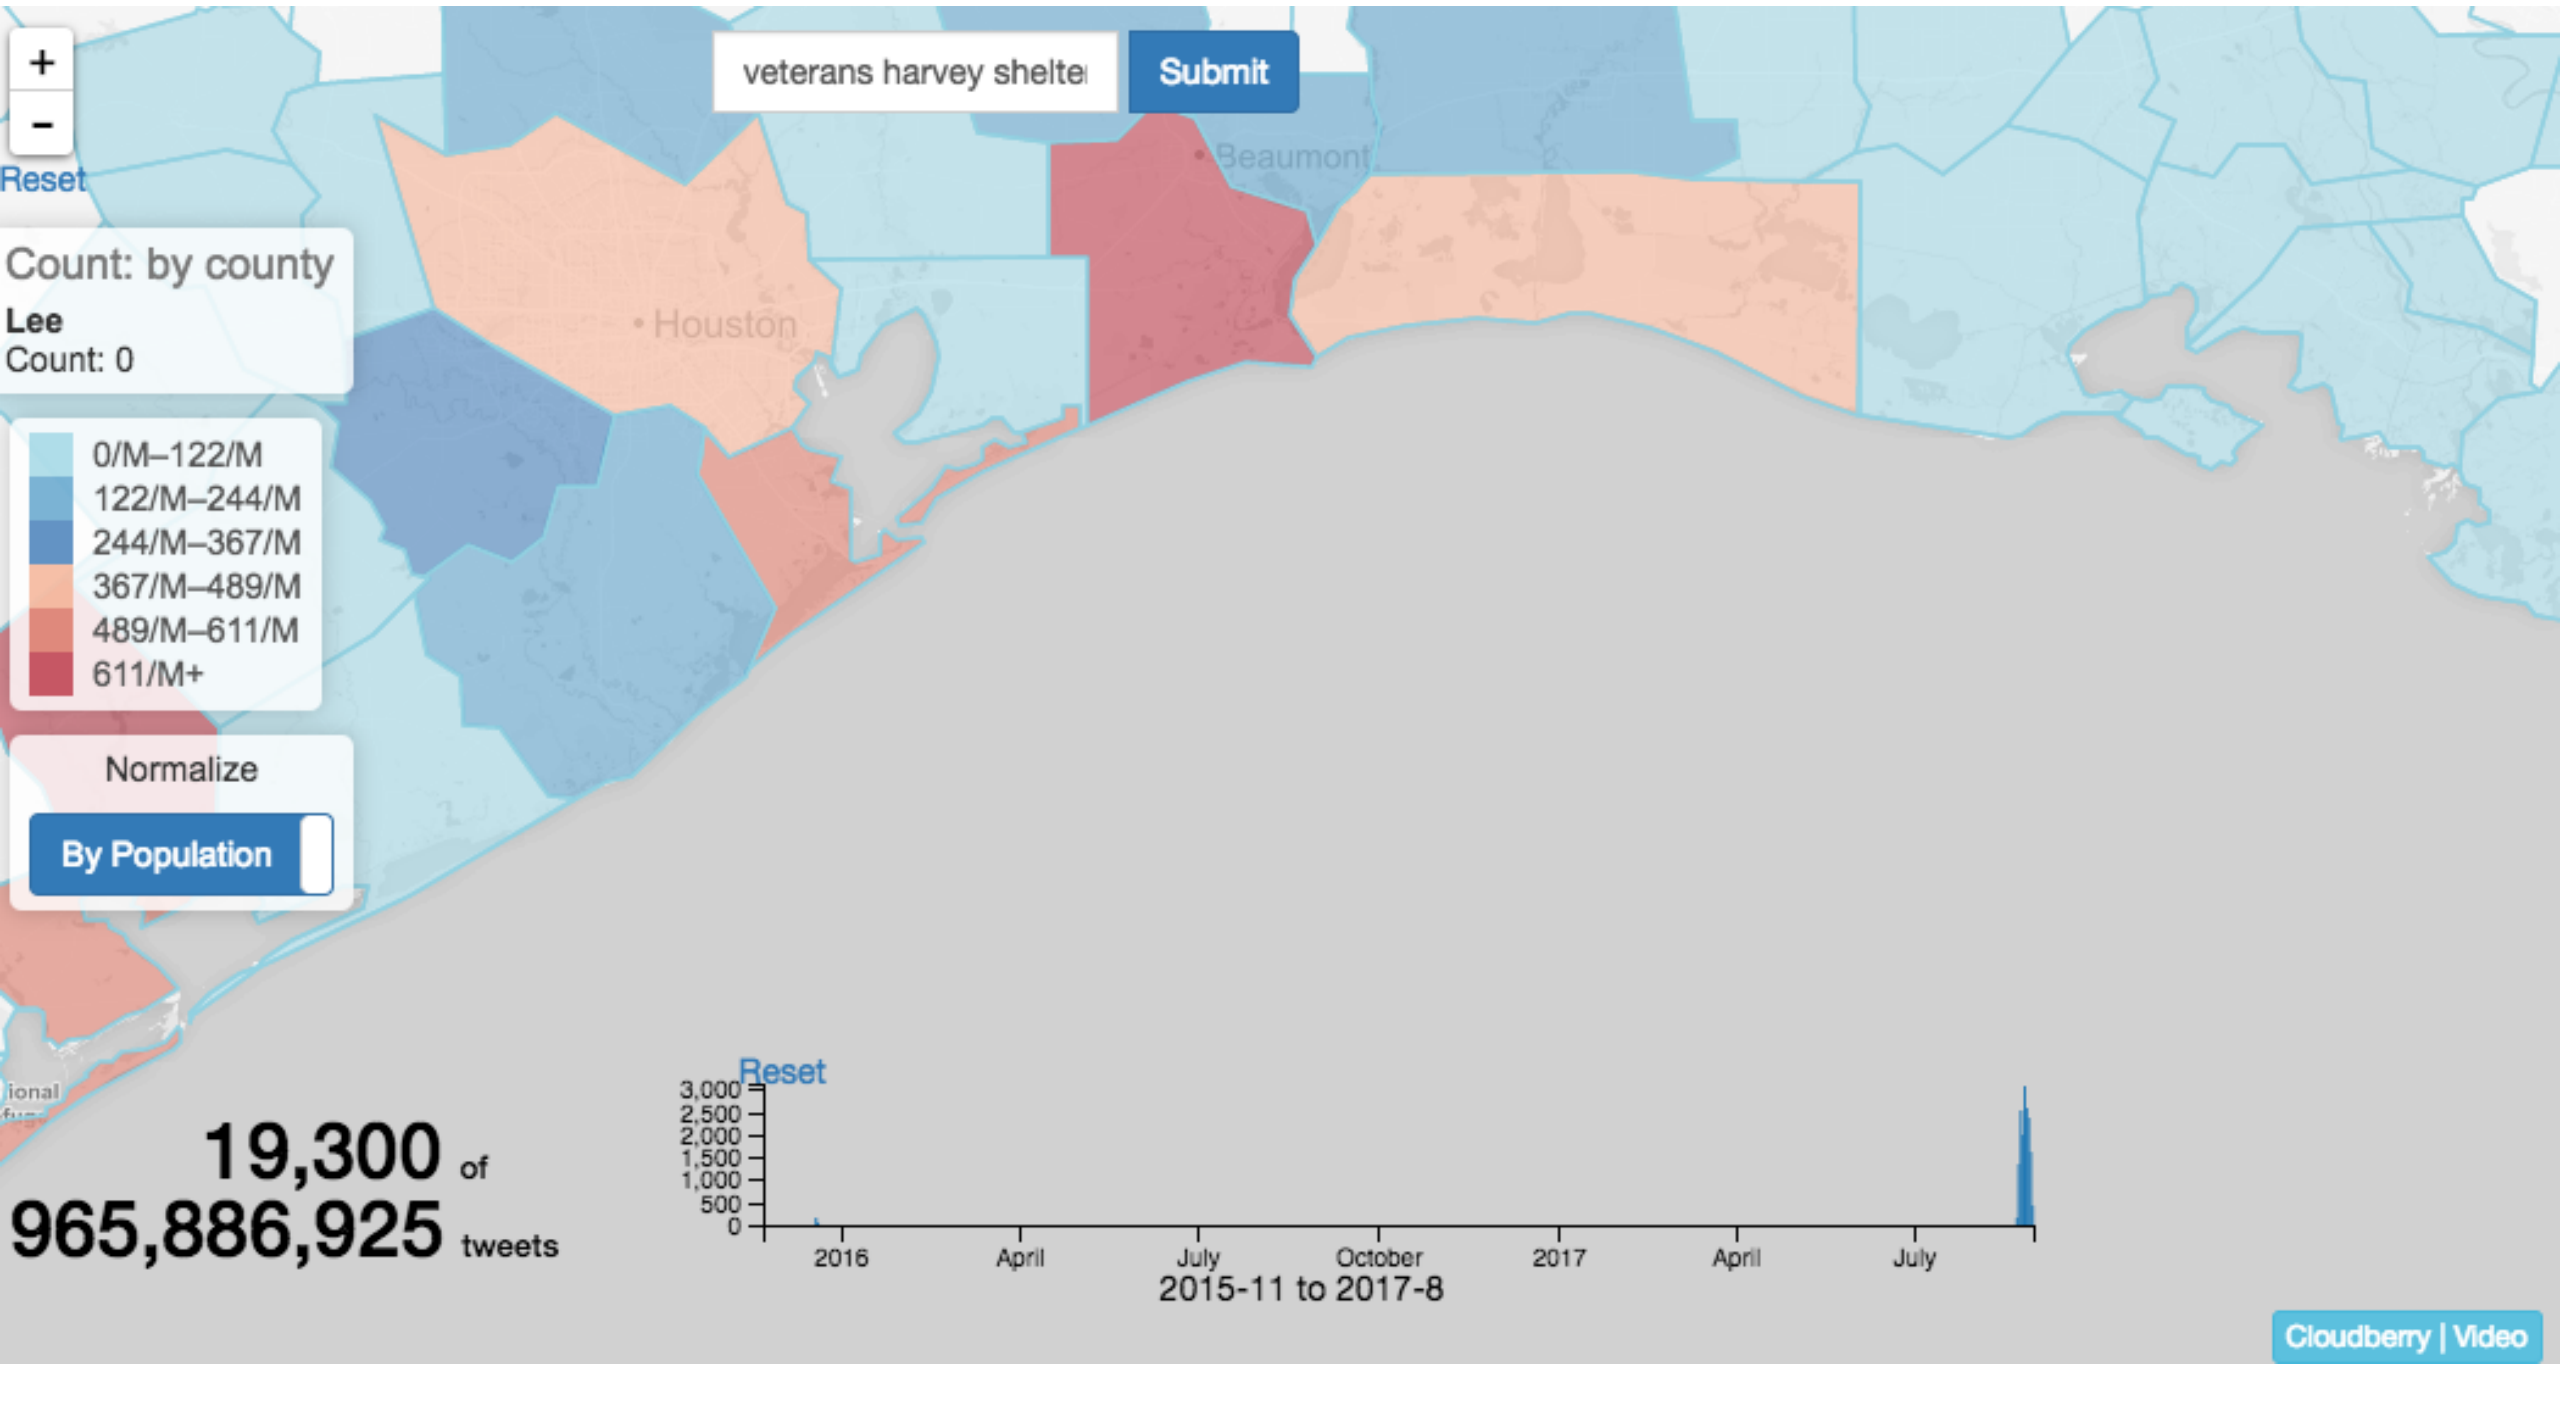 +
veterans harvey shelte
Submit
−
Beaumont
Reset
Count: by county
Lee
Count: 0
Houston
0/M–122/M
122/M–244/M
244/M–367/M
367/M–489/M
489/M–611/M
611/M+
Normalize
By Population
ional
19,300 of
965,886,925 tweets
Reset
3,000
2,500
2,000
1,500
1,000
500
0
2016 April July October 2017 April July
2015-11 to 2017-8
Cloudberry | Video